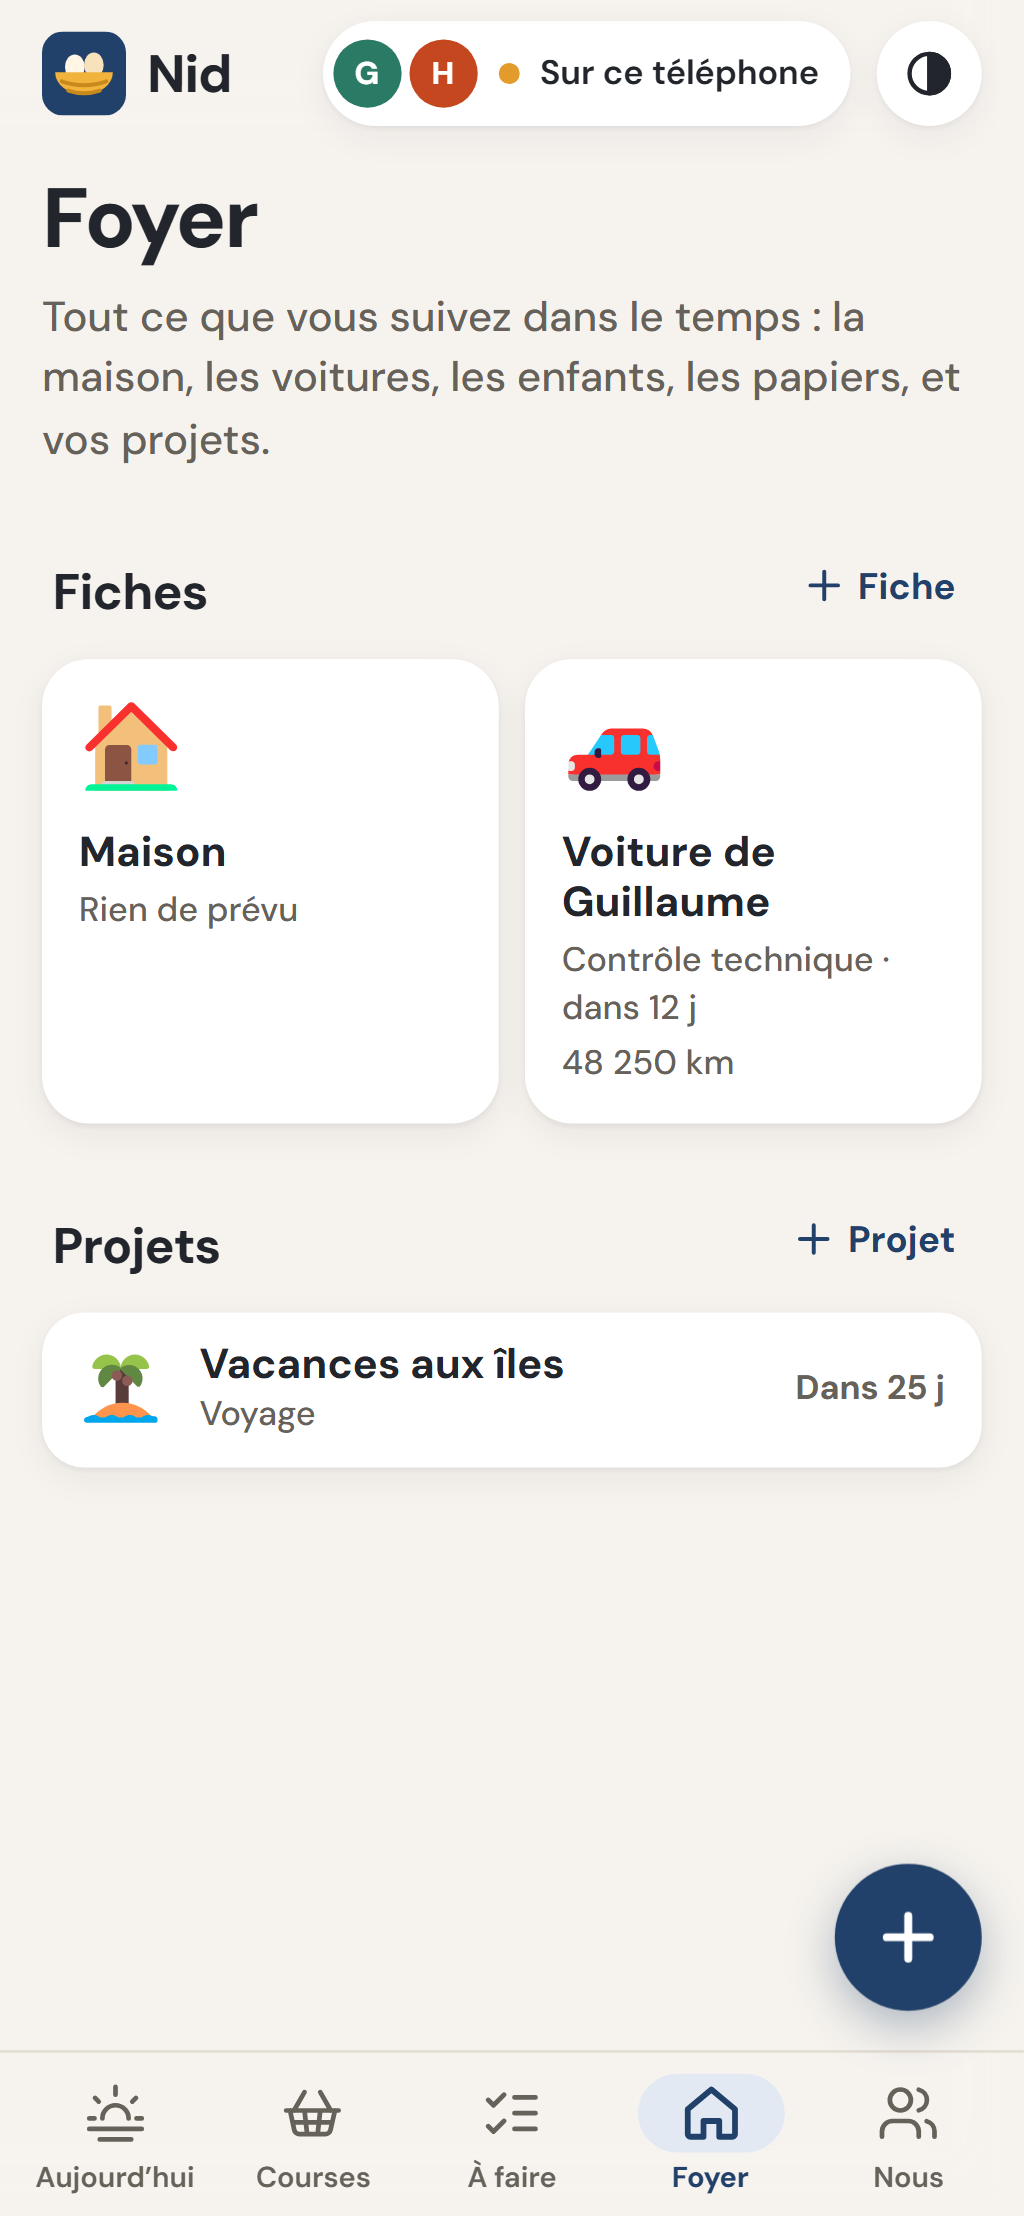 Nid
G H Sur ce téléphone
Foyer
Tout ce que vous suivez dans le temps : la
maison, les voitures, les enfants, les papiers, et
vos projets.
Fiches
+ Fiche
Maison
Rien de prévu
Voiture de
Guillaume
Contrôle technique ·
dans 12 j
48 250 km
Projets
+ Projet
Vacances aux îles
Voyage
Dans 25 j
Aujourd’hui
Courses
À faire
Foyer
Nous